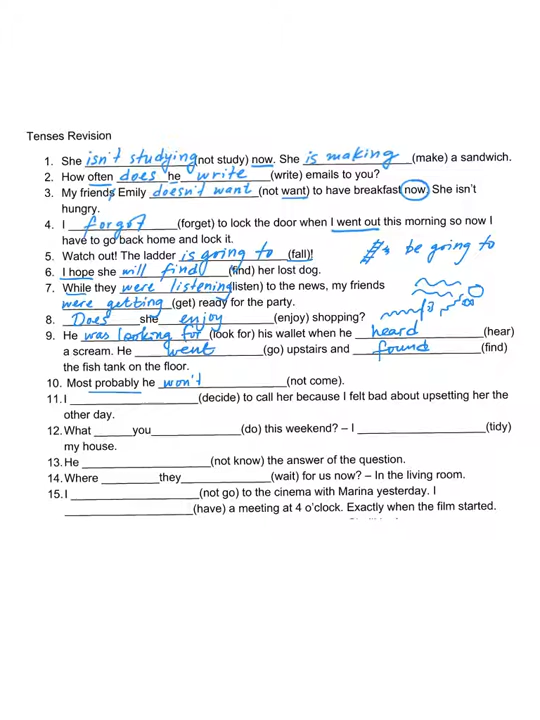 Tenses Revision
1. She isn't studying (not study) now. She is making (make) a sandwich.
2. How often does he write (write) emails to you?
3. My friend, Emily doesn't want (not want) to have breakfast now. She isn't
hungry.
4. I forgot (forget) to lock the door when I went out this morning so now I
have to go back home and lock it.
5. Watch out! The ladder is going to (fall)! be going to
6. I hope she will find (find) her lost dog.
7. While they were listening (listen) to the news, my friends
were getting (get) ready for the party.
8. Does she enjoy (enjoy) shopping?
9. He was looking for (look for) his wallet when he heard (hear)
a scream. He went (go) upstairs and found (find)
the fish tank on the floor.
10. Most probably he won't (not come).
11. I ______ (decide) to call her because I felt bad about upsetting her the
other day.
12. What ______ you ______ (do) this weekend? – I ______ (tidy)
my house.
13. He ______ (not know) the answer of the question.
14. Where ______ they ______ (wait) for us now? – In the living room.
15. I ______ (not go) to the cinema with Marina yesterday. I
______ (have) a meeting at 4 o'clock. Exactly when the film started.